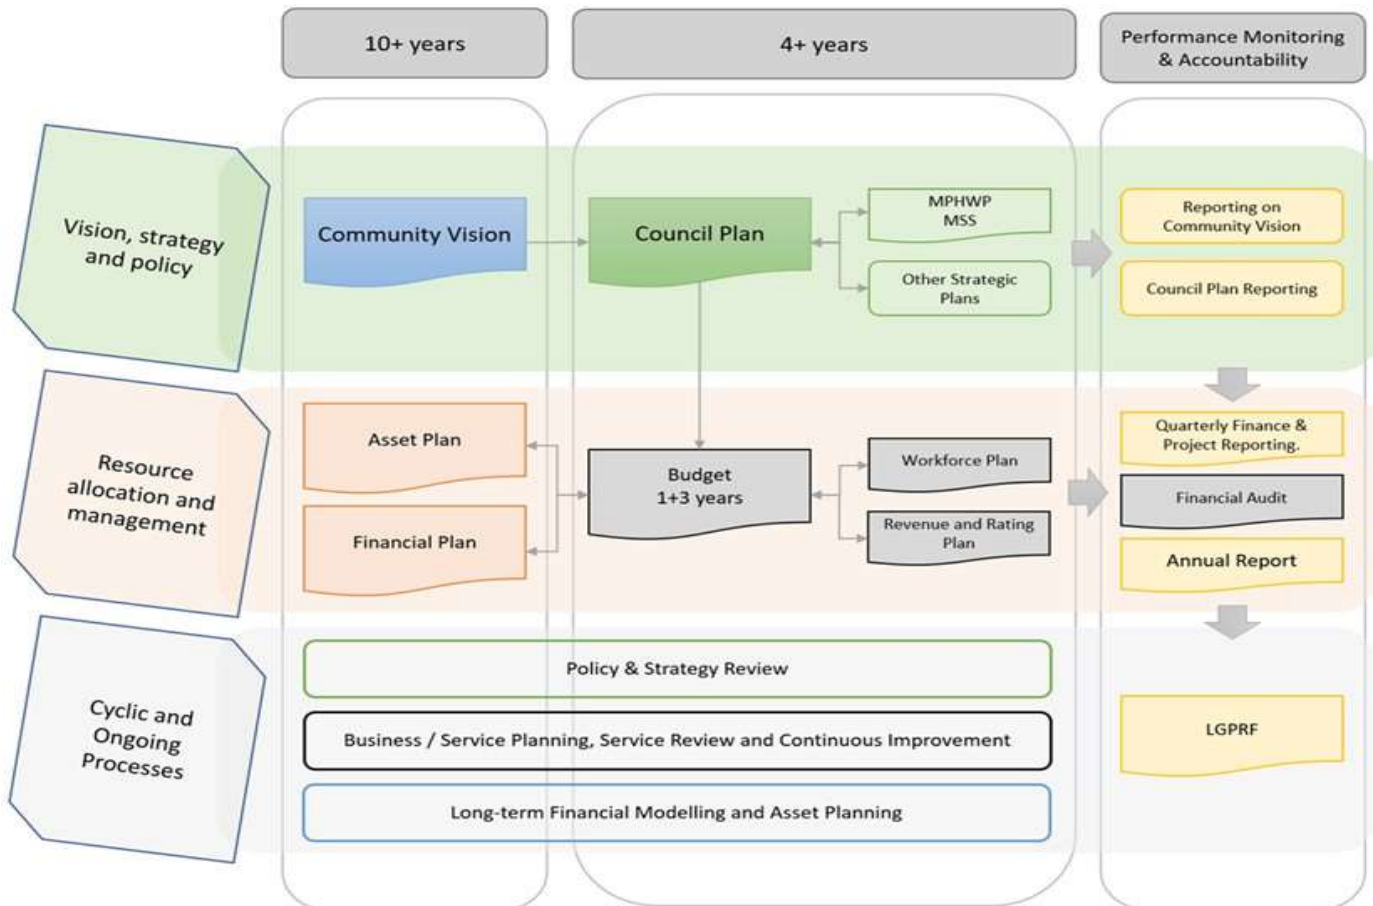 10+ years
4+ years
Performance Monitoring
& Accountability
Vision, strategy
and policy
Community Vision
Council Plan
MPHWP
MSS
Other Strategic
Plans
Reporting on
Community Vision
Council Plan Reporting
Resource
allocation and
management
Asset Plan
Financial Plan
Budget
1+3 years
Workforce Plan
Revenue and Rating
Plan
Quarterly Finance &
Project Reporting.
Financial Audit
Annual Report
Cyclic and
Ongoing
Processes
Policy & Strategy Review
Business / Service Planning, Service Review and Continuous Improvement
Long-term Financial Modelling and Asset Planning
LGPRF